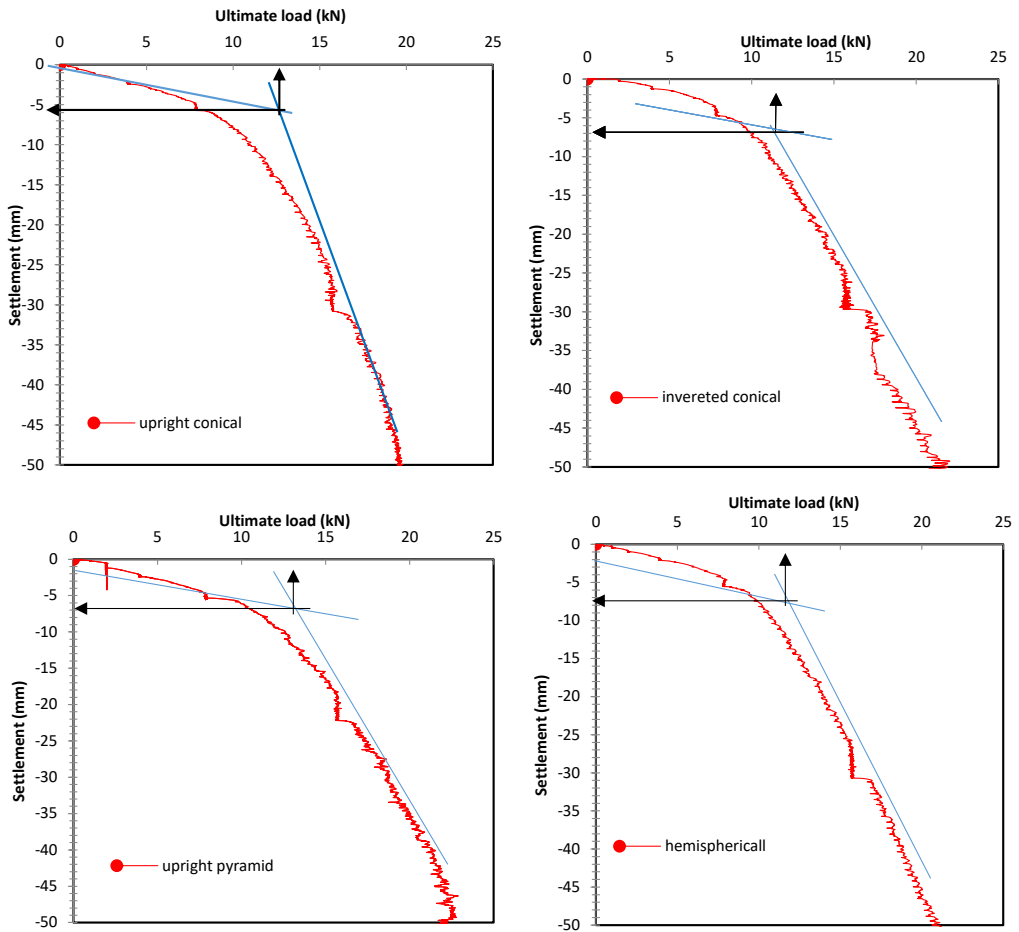 Ultimate load (kN)
0 5 10 15 20 25
0
-5
-10
-15
-20
-25
-30
-35
-40
-45
-50
Settlement (mm)
upright conical
Ultimate load (kN)
0 5 10 15 20 25
0
-5
-10
-15
-20
-25
-30
-35
-40
-45
-50
Settlement (mm)
invereted conical
Ultimate load (kN)
0 5 10 15 20 25
0
-5
-10
-15
-20
-25
-30
-35
-40
-45
-50
Settlement (mm)
upright pyramid
Ultimate load (kN)
0 5 10 15 20 25
0
-5
-10
-15
-20
-25
-30
-35
-40
-45
-50
Settlement (mm)
hemisphericall